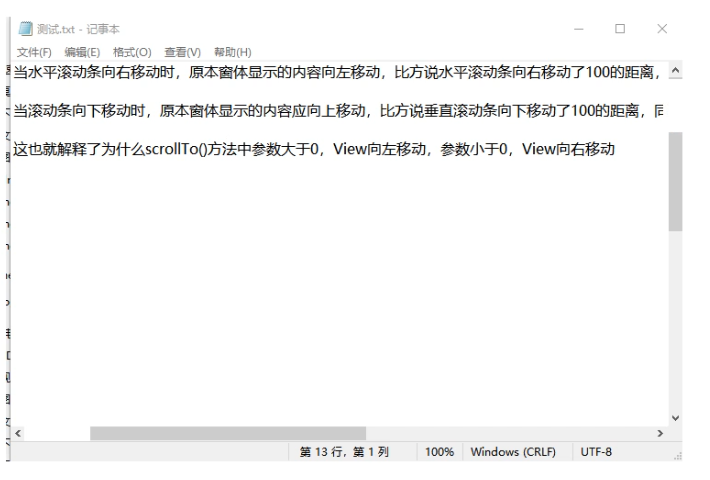 测试.txt - 记事本
文件(F) 编辑(E) 格式(O) 查看(V) 帮助(H)
当水平滚动条向右移动时，原本窗体显示的内容向左移动，比方说水平滚动条向右移动了100的距离，
当滚动条向下移动时，原本窗体显示的内容应向上移动，比方说垂直滚动条向下移动了100的距离，
这也就解释了为什么scrollTo()方法中参数大于0，View向左移动，参数小于0，View向右移动
第 13 行，第 1 列 100% Windows (CRLF) UTF-8